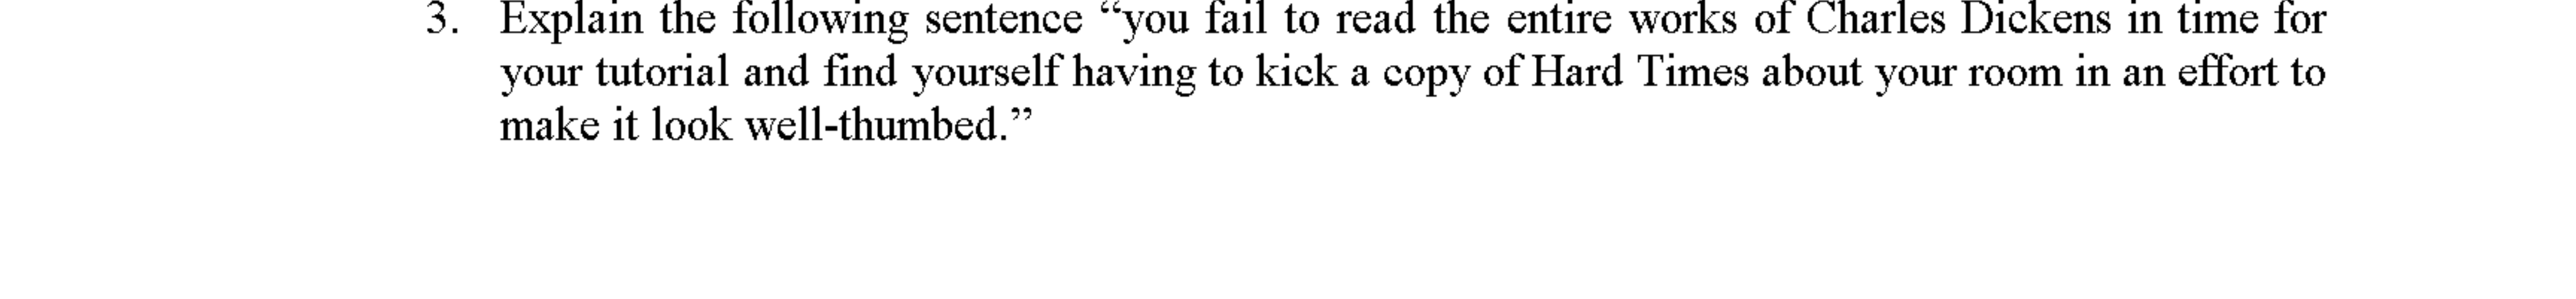 3. Explain the following sentence “you fail to read the entire works of Charles Dickens in time for
your tutorial and find yourself having to kick a copy of Hard Times about your room in an effort to
make it look well-thumbed.”